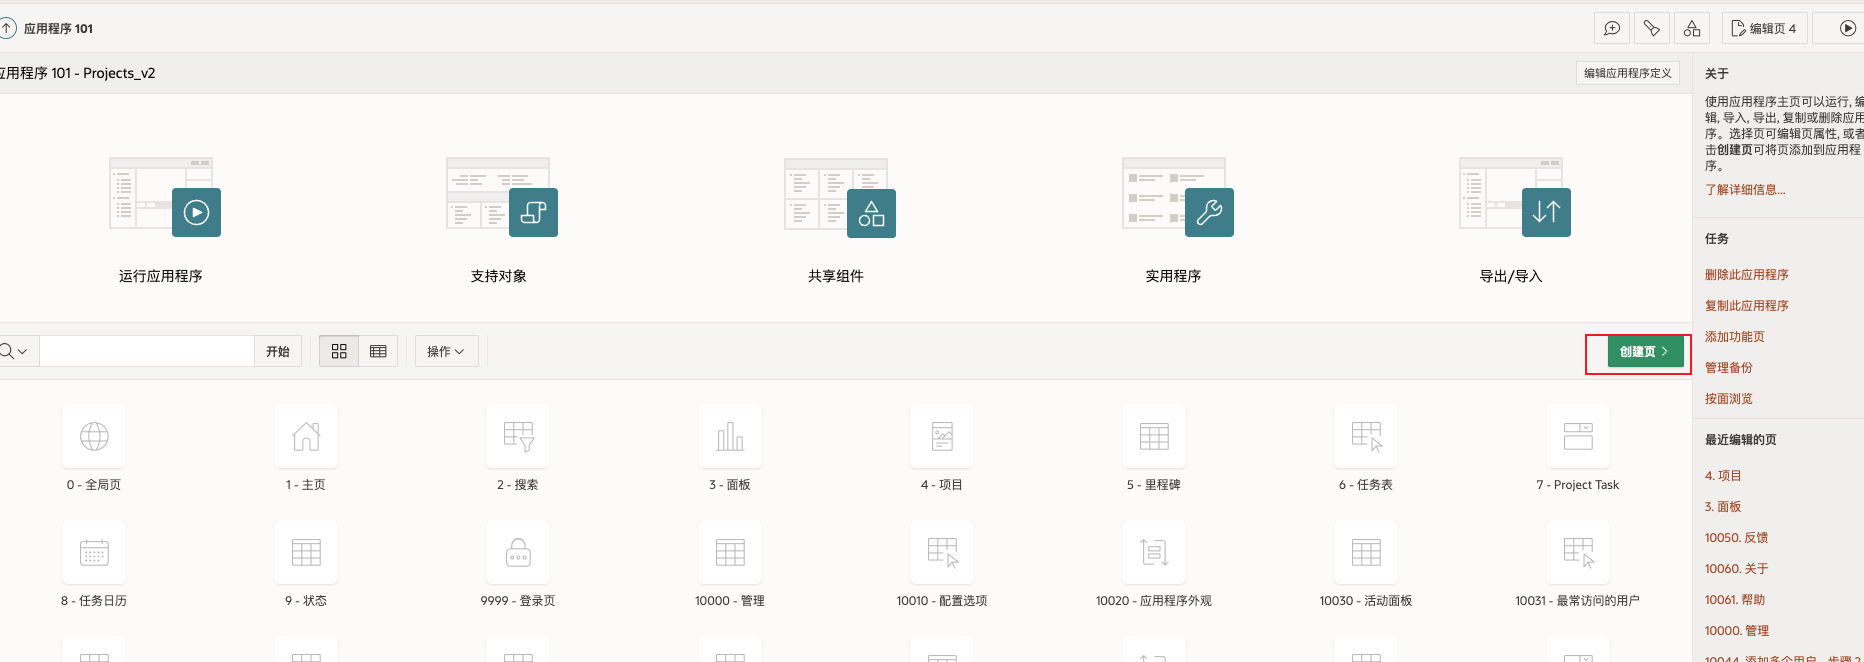 应用程序 101
编辑页 4
应用程序 101 - Projects_v2
编辑应用程序定义
运行应用程序
支持对象
共享组件
实用程序
导出/导入
开始
操作
创建页
0 - 全局页
1 - 主页
2 - 搜索
3 - 面板
4 - 项目
5 - 里程碑
6 - 任务表
7 - Project Task
8 - 任务日历
9 - 状态
9999 - 登录页
10000 - 管理
10010 - 配置选项
10020 - 应用程序外观
10030 - 活动面板
10031 - 最常访问的用户
关于
使用应用程序主页可以运行, 编
辑, 导入, 导出, 复制或删除应用
序。选择页可编辑页属性, 或者
击创建页可将页添加到应用程
序。
了解详细信息...
任务
删除此应用程序
复制此应用程序
添加功能页
管理备份
按面浏览
最近编辑的页
4. 项目
3. 面板
10050. 反馈
10060. 关于
10061. 帮助
10000. 管理
10044. 添加多个用户 - 步骤 2